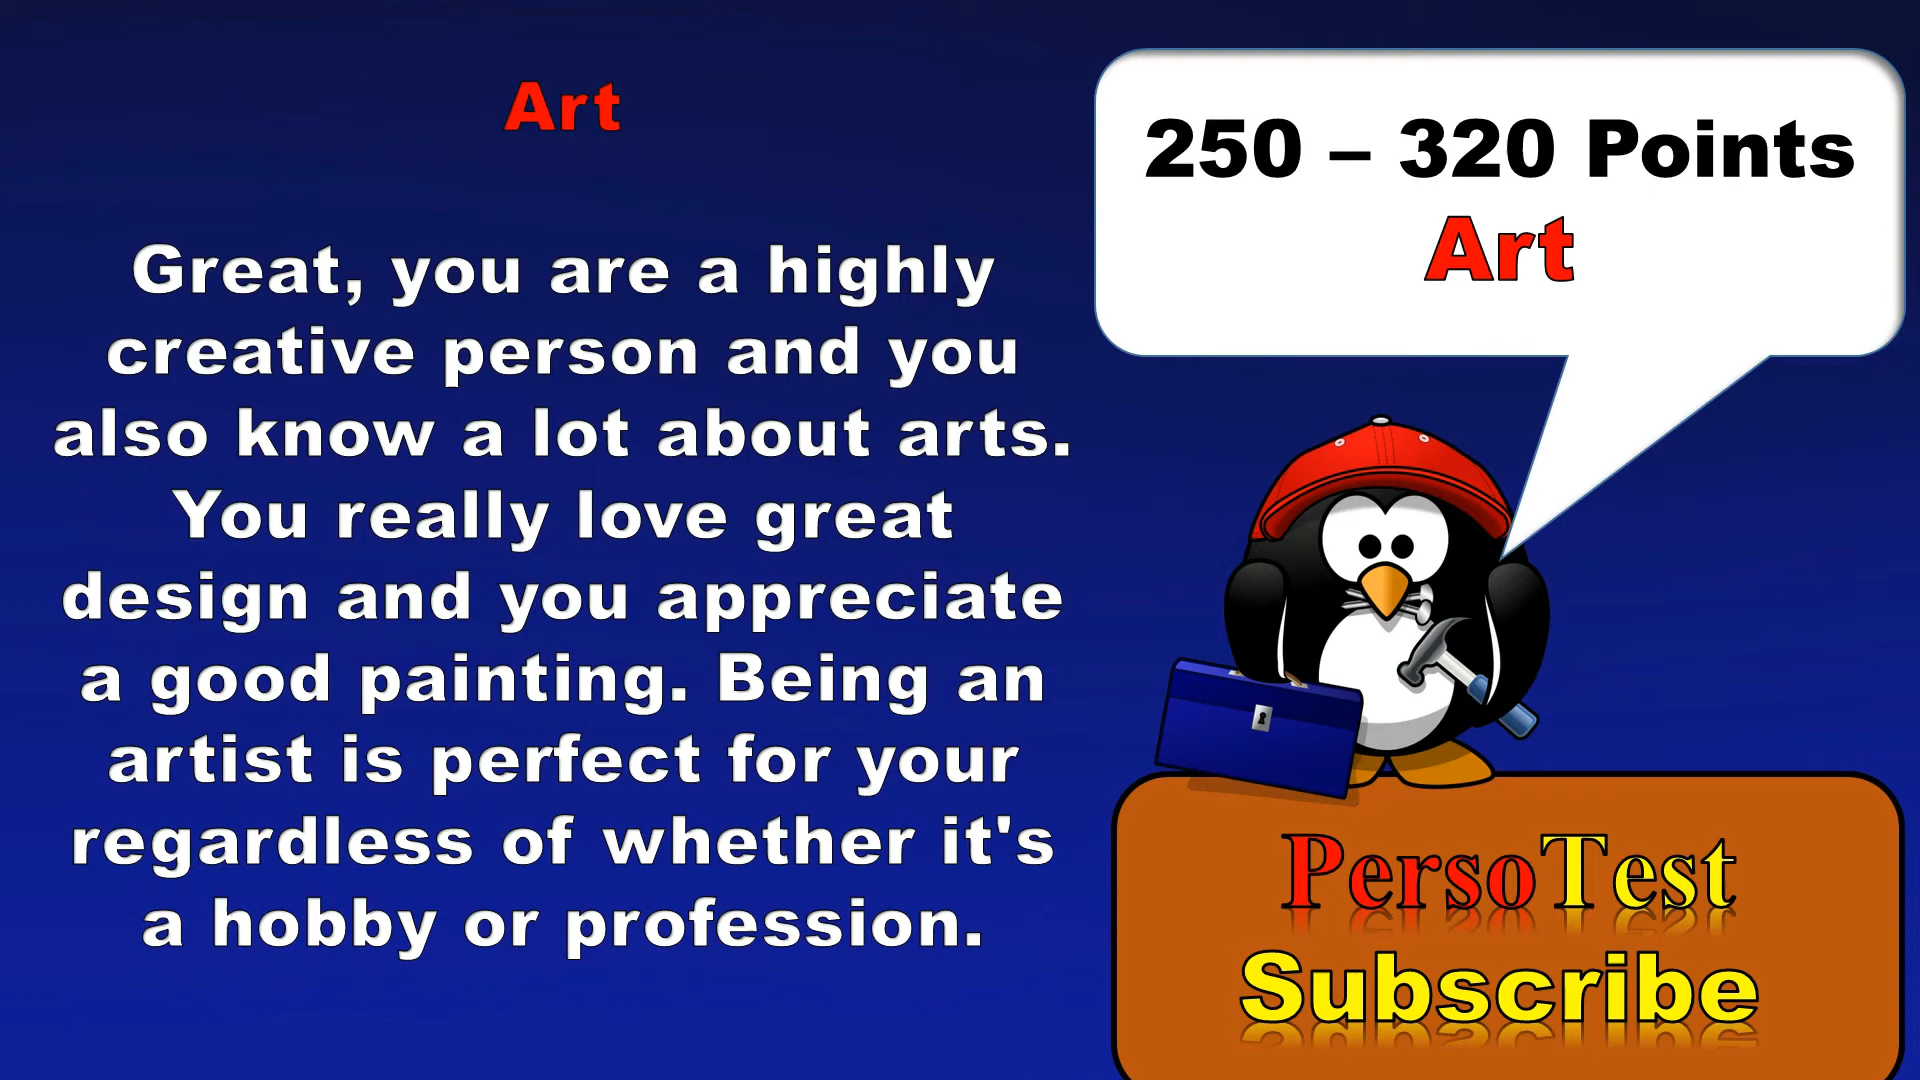 Art
Great, you are a highly
creative person and you
also know a lot about arts.
You really love great
design and you appreciate
a good painting. Being an
artist is perfect for your
regardless of whether it's
a hobby or profession.
250 – 320 Points
Art
PersoTest
Subscribe